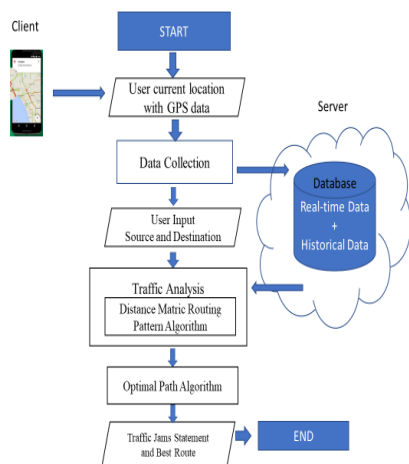 Client
START
User current location
with GPS data
Server
Data Collection
Database
Real-time Data
+
Historical Data
User Input
Source and Destination
Traffic Analysis
Distance Matric Routing
Pattern Algorithm
Optimal Path Algorithm
Traffic Jams Statement
and Best Route
END